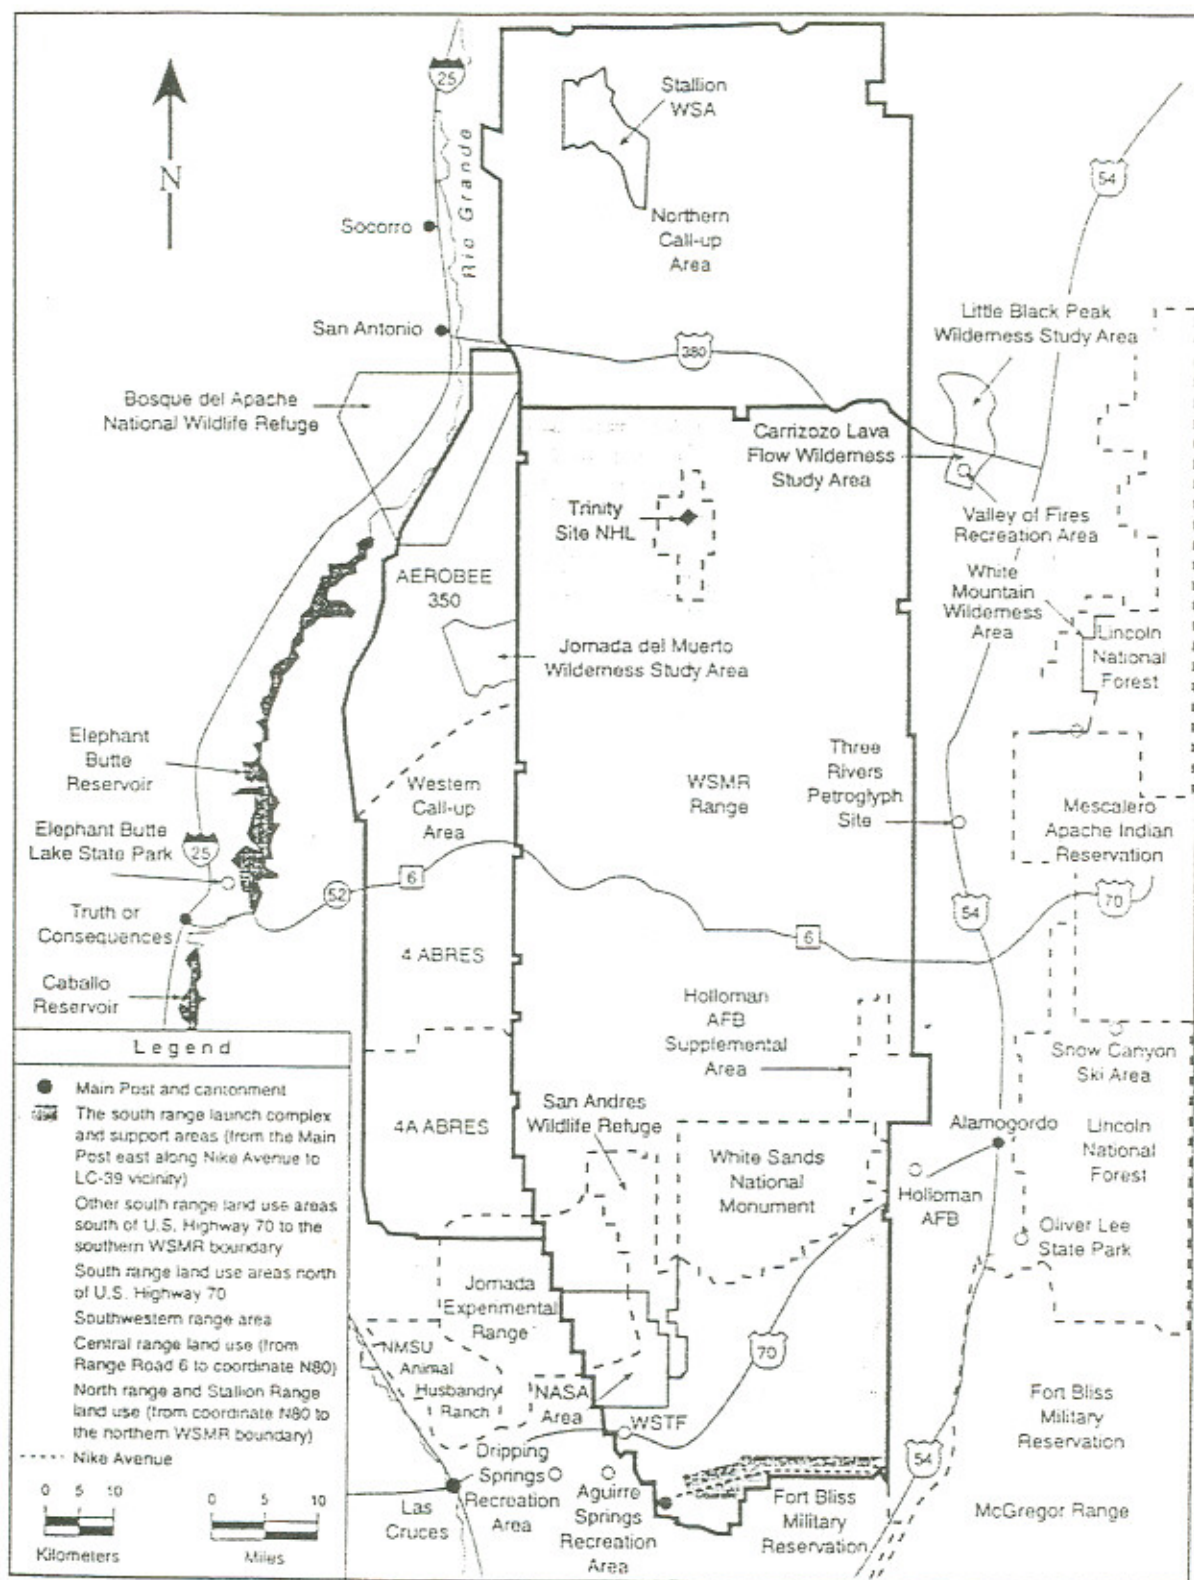 N
25
Rio Grande
Stallion
WSA
54
Socorro
Northern
Call-up
Area
San Antonio
380
Little Black Peak
Wilderness Study Area
Bosque del Apache
National Wildlife Refuge
Carrizozo Lava
Flow Wilderness
Study Area
Trinity
Site NHL
Valley of Fires
Recreation Area
AEROBEE
350
White
Mountain
Wilderness
Area
Lincoln
National
Forest
Jornada del Muerto
Wilderness Study Area
Elephant
Butte
Reservoir
Western
Call-up
Area
WSMR
Range
Three
Rivers
Petroglyph
Site
Mescalero
Apache Indian
Reservation
Elephant Butte
Lake State Park
25
6
52
70
54
Truth or
Consequences
6
4 ABRES
Caballo
Reservoir
Holloman
AFB
Supplemental
Area
Snow Canyon
Ski Area
San Andres
Wildlife Refuge
4A ABRES
White Sands
National
Monument
Alamogordo
Lincoln
National
Forest
Holloman
AFB
Oliver Lee
State Park
Jornada
Experimental
Range
NMSU
Animal
Husbandry
Ranch
NASA
Area
70
WSTF
Fort Bliss
Military
Reservation
54
Dripping
Springs
Recreation
Area
Las
Cruces
Aguirre
Springs
Recreation
Area
Fort Bliss
Military
Reservation
McGregor Range
Legend
Main Post and cantonment
The south range launch complex
and support areas (from the Main
Post east along Nike Avenue to
LC-39 vicinity)
Other south range land use areas
south of U.S. Highway 70 to the
southern WSMR boundary
South range land use areas north
of U.S. Highway 70
Southwestern range area
Central range land use (from
Range Road 6 to coordinate N80)
North range and Stallion Range
land use (from coordinate N80 to
the northern WSMR boundary)
Nike Avenue
0 5 10
Kilometers
0 5 10
Miles